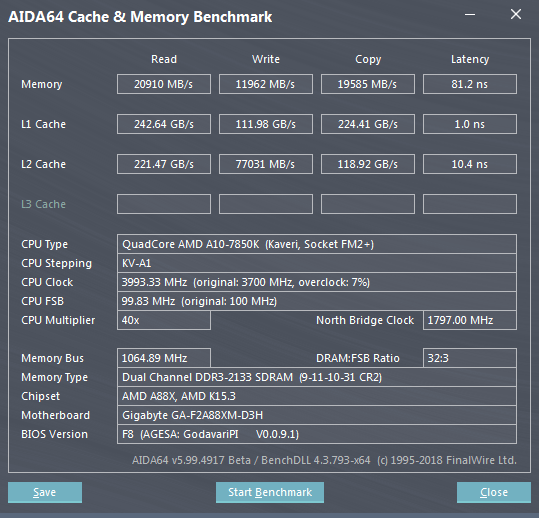 AIDA64 Cache & Memory Benchmark
Read Write Copy Latency
Memory 20910 MB/s 11962 MB/s 19585 MB/s 81.2 ns
L1 Cache 242.64 GB/s 111.98 GB/s 224.41 GB/s 1.0 ns
L2 Cache 221.47 GB/s 77031 MB/s 118.92 GB/s 10.4 ns
L3 Cache
CPU Type QuadCore AMD A10-7850K (Kaveri, Socket FM2+)
CPU Stepping KV-A1
CPU Clock 3993.33 MHz (original: 3700 MHz, overclock: 7%)
CPU FSB 99.83 MHz (original: 100 MHz)
CPU Multiplier 40x North Bridge Clock 1797.00 MHz
Memory Bus 1064.89 MHz DRAM:FSB Ratio 32:3
Memory Type Dual Channel DDR3-2133 SDRAM (9-11-10-31 CR2)
Chipset AMD A88X, AMD K15.3
Motherboard Gigabyte GA-F2A88XM-D3H
BIOS Version F8 (AGESA: GodavariPI V0.0.9.1)
AIDA64 v5.99.4917 Beta / BenchDLL 4.3.793-x64 (c) 1995-2018 FinalWire Ltd.
Save Start Benchmark Close